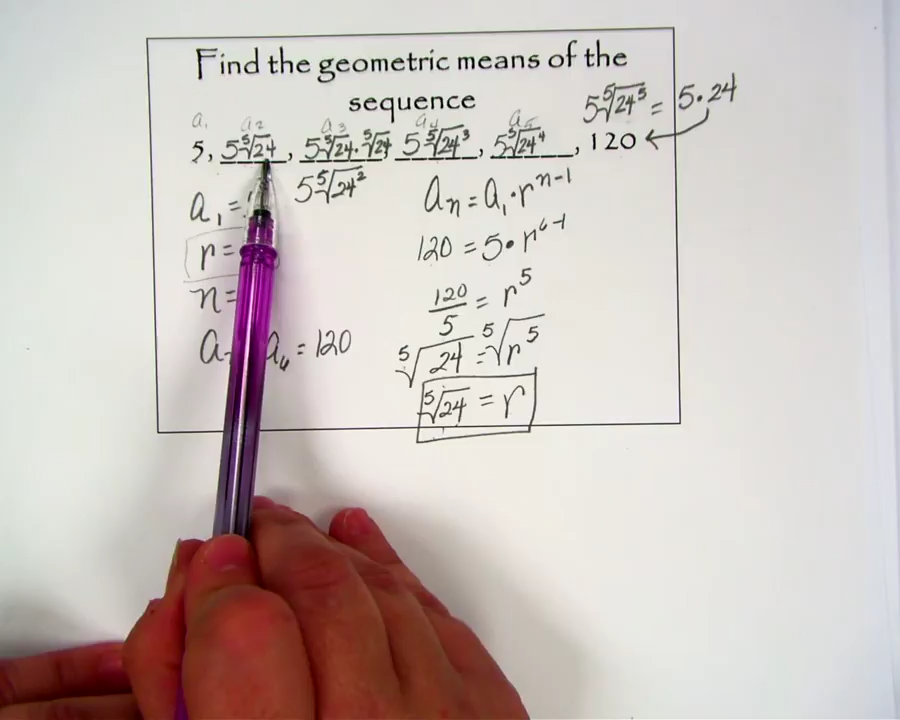 Find the geometric means of the
sequence
5⁵√24⁵ = 5·24
a₁ a₂ a₃ a₄ a₅
5, 5⁵√24, 5⁵√24·⁵√24, 5⁵√24³, 5⁵√24⁴, 120
5⁵√24²
a₁ =
aₙ = a₁·rⁿ⁻¹
r =
120 = 5·r⁶⁻¹
n =
120/5 = r⁵
a₆ = 120
⁵√24 = ⁵√r⁵
⁵√24 = r